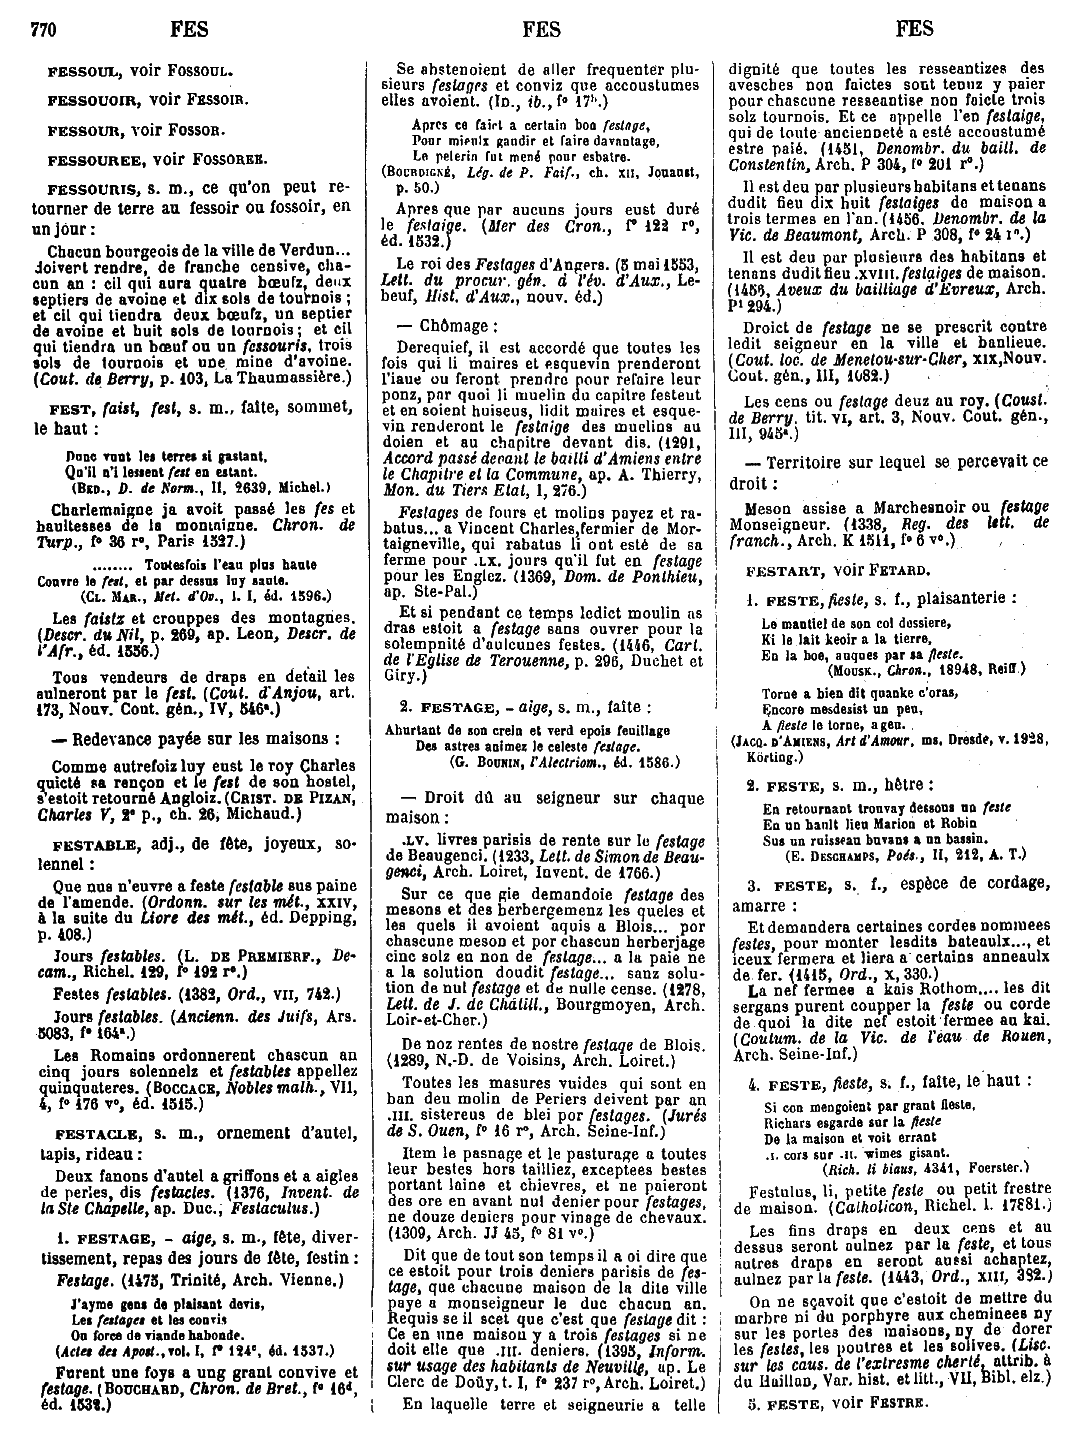 770 FES FES FES
FESSOUL, voir Fossoul.
FESSOUOIR, voir Fessoir.
FESSOUR, voir Fossor.
FESSOUREE, voir Fossoree.
FESSOURIS, s. m., ce qu'on peut re-
tourner de terre au fessoir ou fossoir, en
un jour :
Chacun bourgeois de la ville de Verdun...
doivent rendre, de franche censive, cha-
cun an : cil qui aura quatre bœufz, deux
septiers de avoine et dix sols de tournois ;
et cil qui tiendra deux bœufz, un septier
de avoine et huit sols de tournois ; et cil
qui tiendra un bœuf ou un fessouris, trois
sols de tournois et une mine d'avoine.
(Cout. de Berry, p. 103, La Thaumassière.)
FEST, faist, fest, s. m., faîte, sommet,
le haut :
Danc vunt les terres si gastant,
Qu'il n'i lessent fest en estant.
(Ben., D. de Norm., II, 2639, Michel.)
Charlemaigne ja avoit passé les fes et
haultesses de la montaigne. Chron. de
Turp., f° 36 r°, Paris 1527.)
........ Toutesfois l'eau plus haute
Couvre le fest, et par dessus luy saute.
(Cl. Mar., Met. d'Ov., l. I, éd. 1596.)
Les faistz et crouppes des montagnes.
(Descr. du Nil, p. 269, ap. Leon, Descr. de
l'Afr., éd. 1556.)
Tous vendeurs de draps en detail les
aulneront par le fest. (Cout. d'Anjou, art.
173, Nouv. Cout. gén., IV, 546ª.)
— Redevance payée sur les maisons :
Comme autrefoiz luy eust le roy Charles
quicté sa rençon et le fest de son hostel,
s'estoit retourné Angloiz. (Crist. de Pizan,
Charles V, 2e p., ch. 26, Michaud.)
FESTABLE, adj., de fête, joyeux, so-
lennel :
Que nus n'euvre a feste festable sus paine
de l'amende. (Ordonn. sur les mét., XXIV,
à la suite du Livre des mét., éd. Depping,
p. 408.)
Jours festables. (L. de Premierf., De-
cam., Richel. 129, f° 192 r°.)
Festes festables. (1382, Ord., VII, 742.)
Jours festables. (Ancienn. des Juifs, Ars.
5083, f° 164ª.)
Les Romains ordonnerent chascun an
cinq jours solennelz et festables appellez
quinquateres. (Boccace, Nobles malh., VII,
4, f° 176 v°, éd. 1515.)
FESTACLE, s. m., ornement d'autel,
tapis, rideau :
Deux fanons d'autel a griffons et a aigles
de perles, dis festacles. (1376, Invent. de
la Ste Chapelle, ap. Duc., Festaculus.)
1. FESTAGE, - aige, s. m., fête, diver-
tissement, repas des jours de fête, festin :
Festage. (1475, Trinité, Arch. Vienne.)
J'ayme gens de plaisant devis,
Les festages et les convis
Ou force de viande habonde.
(Actes des Apost., vol. I, f° 124c, éd. 1537.)
Furent une foys a ung grant convive et
festage. (Bouchard, Chron. de Bret., f° 16d,
éd. 1532.)
Se abstenoient de aller frequenter plu-
sieurs festages et conviz que accoustumes
elles avoient. (Id., ib., f° 17b.)
Apres ce faict a certain bon festage,
Pour mieulx gaudir et faire davantage,
Le pelerin fut mené pour esbatre.
(Bourdigné, Lég. de P. Faif., ch. XII, Jouaust,
p. 50.)
Apres que par aucuns jours eust duré
le festaige. (Mer des Cron., f° 122 r°,
éd. 1532.)
Le roi des Festages d'Angers. (5 mai 1553,
Lett. du procur. gén. à l'év. d'Aux., Le-
beuf, Hist. d'Aux., nouv. éd.)
— Chômage :
Derequief, il est accordé que toutes les
fois qui li maires et esquevin prenderont
l'iaue ou feront prendre pour refaire leur
ponz, par quoi li muelin du capitre festeut
et en soient huiseus, lidit maires et esque-
vin renderont le festaige des muelins au
doien et au chapitre devant dis. (1291,
Accord passé devant le bailli d'Amiens entre
le Chapitre et la Commune, ap. A. Thierry,
Mon. du Tiers Etat, I, 276.)
Festages de fours et molins payez et ra-
batus... a Vincent Charles, fermier de Mor-
taigneville, qui rabatus li ont esté de sa
ferme pour .LX. jours qu'il fut en festage
pour les Englez. (1369, Dom. de Ponthieu,
ap. Ste-Pal.)
Et si pendant ce temps ledict moulin as
dras estoit a festage sans ouvrer pour la
solempnité d'aulcunes festes. (1446, Cart.
de l'Eglise de Terouenne, p. 296, Duchet et
Giry.)
2. FESTAGE, - aige, s. m., faîte :
Ahurtant de son crein et verd epois feuillage
Des astres animez le celeste festage.
(G. Bounin, l'Alectriom., éd. 1586.)
— Droit dû au seigneur sur chaque
maison :
.LV. livres parisis de rente sur le festage
de Beaugenci. (1233, Lett. de Simon de Beau-
genci, Arch. Loiret, Invent. de 1766.)
Sur ce que gie demandoie festage des
mesons et des herbergemenz les queles et
les quels il avoient aquis a Blois... por
chascune meson et por chascun herberjage
cinc solz en non de festage... a la paie ne
a la solution doudit festage... sanz solu-
tion de nul festage et de nulle cense. (1278,
Lett. de J. de Châtill., Bourgmoyen, Arch.
Loir-et-Cher.)
De noz rentes de nostre festage de Blois.
(1289, N.-D. de Voisins, Arch. Loiret.)
Toutes les masures vuides qui sont en
ban deu molin de Periers deivent par an
.III. sistereus de blei por festages. (Jurés
de S. Ouen, f° 16 r°, Arch. Seine-Inf.)
Item le pasnage et le pasturage a toutes
leur bestes hors tailliez, exceptees bestes
portant laine et chievres, et ne paieront
des ore en avant nul denier pour festages,
ne douze deniers pour vinage de chevaux.
(1309, Arch. JJ 45, f° 81 v°.)
Dit que de tout son temps il a oi dire que
ce estoit pour trois deniers parisis de fes-
tage, que chacune maison de la dite ville
paye a monseigneur le duc chacun an.
Requis se il scet que c'est que festage dit :
Ce en une maison y a trois festages si ne
doit elle que .III. deniers. (1395, Inform.
sur usage des habitants de Neuville, ap. Le
Clerc de Doüy, t. I, f° 237 r°, Arch. Loiret.)
En laquelle terre et seigneurie a telle
dignité que toutes les resseantizes des
avesches non faictes sont tenuz y paier
pour chascune resseantise non faicte trois
solz tournois. Et ce appelle l'en festaige,
qui de toute ancienneté a esté accoustumé
estre paié. (1451, Denombr. du baill. de
Constentin, Arch. P 304, f° 201 r°.)
Il est deu par plusieurs habitans et tenans
dudit fieu dix huit festaiges de maison a
trois termes en l'an. (1456, Denombr. de la
Vic. de Beaumont, Arch. P 308, f° 24 r°.)
Il est deu par plusieurs des habitans et
tenans dudit fieu .XVIII. festaiges de maison.
(1456, Aveux du bailliage d'Evreux, Arch.
P¹ 294.)
Droict de festage ne se prescrit contre
ledit seigneur en la ville et banlieue.
(Cout. loc. de Menetou-sur-Cher, XIX, Nouv.
Cout. gén., III, 1082.)
Les cens ou festage deuz au roy. (Coust.
de Berry, tit. VI, art. 3, Nouv. Cout. gén.,
III, 945ª.)
— Territoire sur lequel se percevait ce
droit :
Meson assise a Marchesnoir ou festage
Monseigneur. (1338, Reg. des lett. de
franch., Arch. K 1511, f° 6 v°.)
FESTART, voir Fetard.
1. FESTE, fieste, s. f., plaisanterie :
Le mantiel de son col dossiere,
Ki le lait keoir a la tierre,
En la boe, auques par sa fieste.
(Mousk., Chron., 18948, Reiff.)
Torne a bien dit quanke c'oras,
Encore mesdesist un peu,
A fieste le torne, a geu.
(Jacq. d'Amiens, Art d'Amour, ms. Dresde, v. 1928,
Körting.)
2. FESTE, s. m., hêtre :
En retournant trouvay dessous un feste
En un hault lieu Marion et Robin
Sus un ruisseau buvans a un bassin.
(E. Deschamps, Poés., II, 212, A. T.)
3. FESTE, s. f., espèce de cordage,
amarre :
Et demandera certaines cordes nommees
festes, pour monter lesdits bateaulx..., et
iceux fermera et liera a certains anneaulx
de fer. (1415, Ord., X, 330.)
La nef fermee a kais Rothom.... les dit
sergans purent coupper la feste ou corde
de quoi la dite nef estoit fermee au kai.
(Coutum. de la Vic. de l'eau de Rouen,
Arch. Seine-Inf.)
4. FESTE, fieste, s. f., faîte, le haut :
Si con mengoient par grant fieste,
Richars esgarde sur la fieste
De la maison et voit errant
.I. cors sur .II. wimes gisant.
(Rich. li biaus, 4341, Foerster.)
Festulus, li, petite feste ou petit frestre
de maison. (Catholicon, Richel. l. 17881.)
Les fins draps en deux cens et au
dessus seront aulnez par la feste, et tous
autres draps en seront aussi achaptez,
aulnez par la feste. (1443, Ord., XIII, 382.)
On ne sçavoit que c'estoit de mettre du
marbre ni du porphyre aux cheminees ny
sur les portes des maisons, ny de dorer
les festes, les poutres et les solives. (Disc.
sur les caus. de l'extresme cherté, attrib. à
du Haillan, Var. hist. et litt., VII, Bibl. elz.)
5. FESTE, voir Festre.